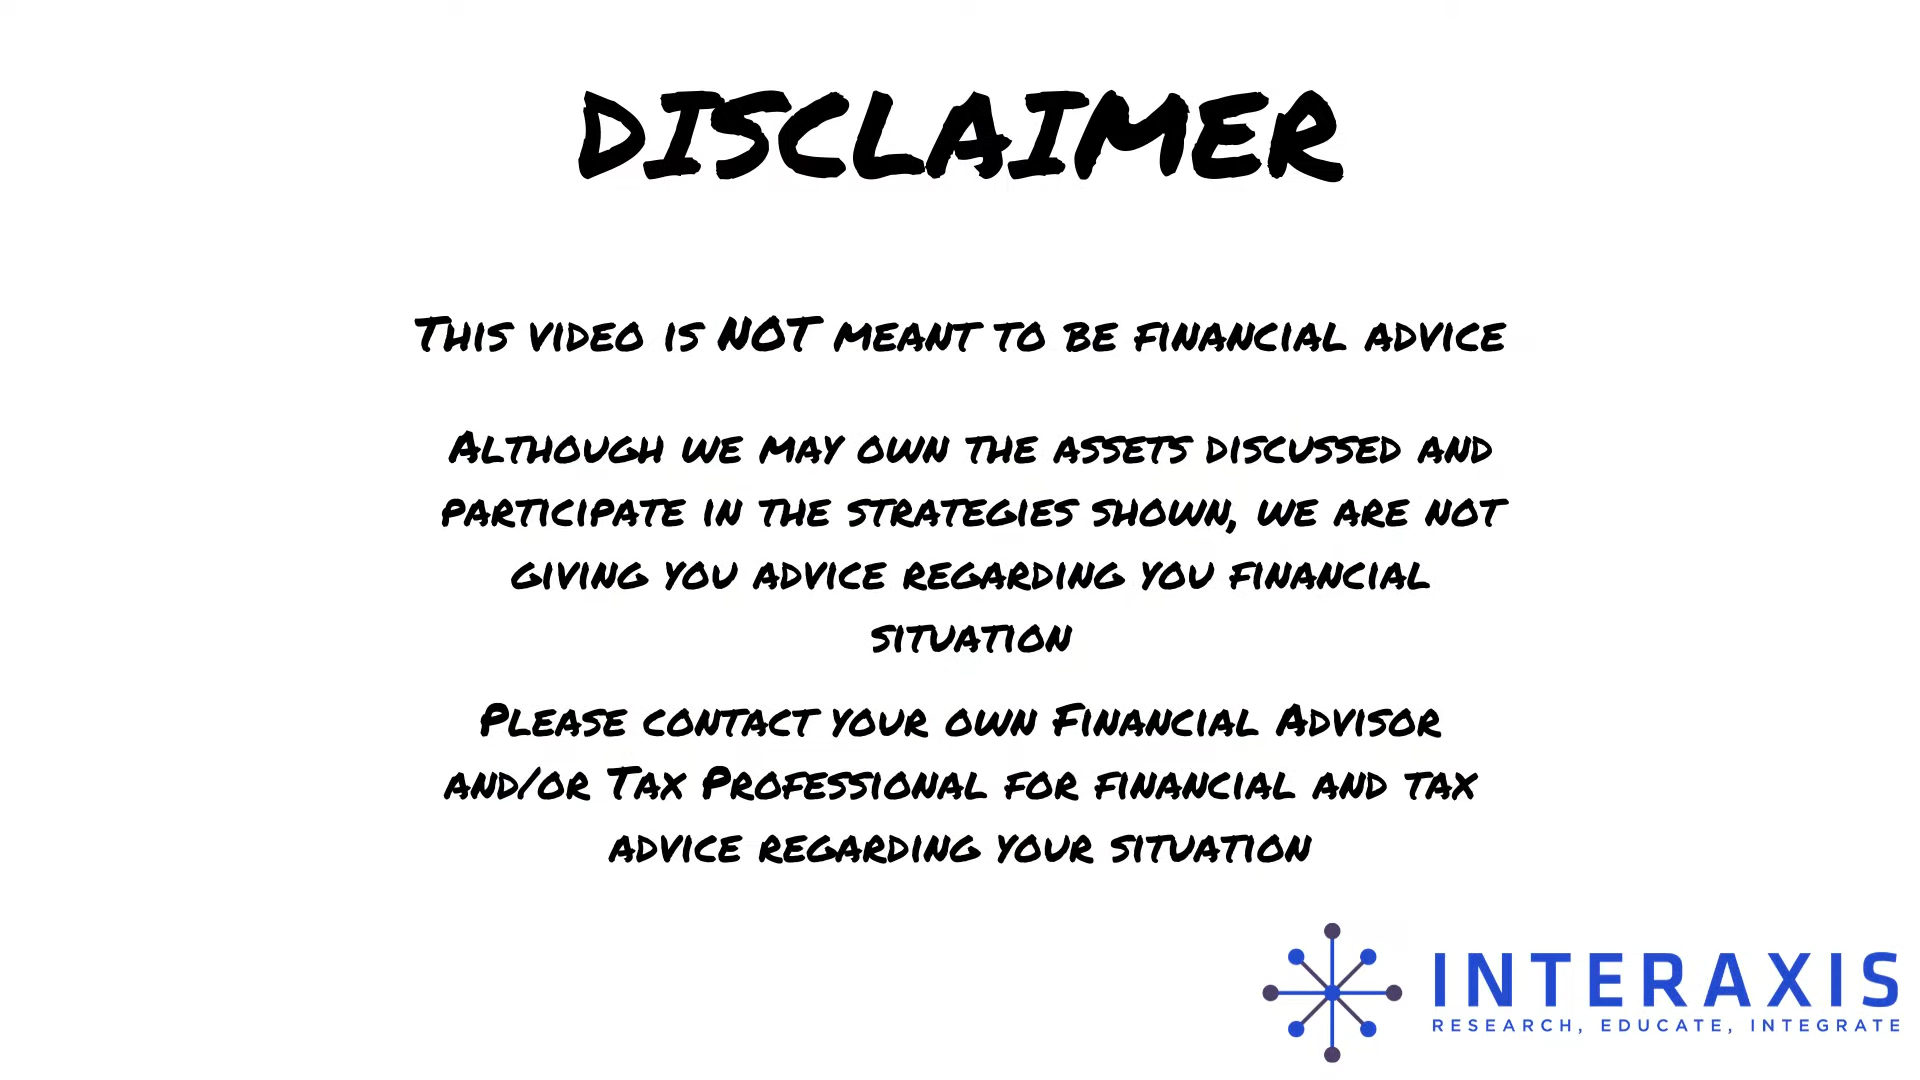 DISCLAIMER
This video is NOT meant to be financial advice
Although we may own the assets discussed and
participate in the strategies shown, we are not
giving you advice regarding you financial
situation
Please contact your own Financial Advisor
and/or Tax Professional for financial and tax
advice regarding your situation
INTERAXIS
RESEARCH, EDUCATE, INTEGRATE